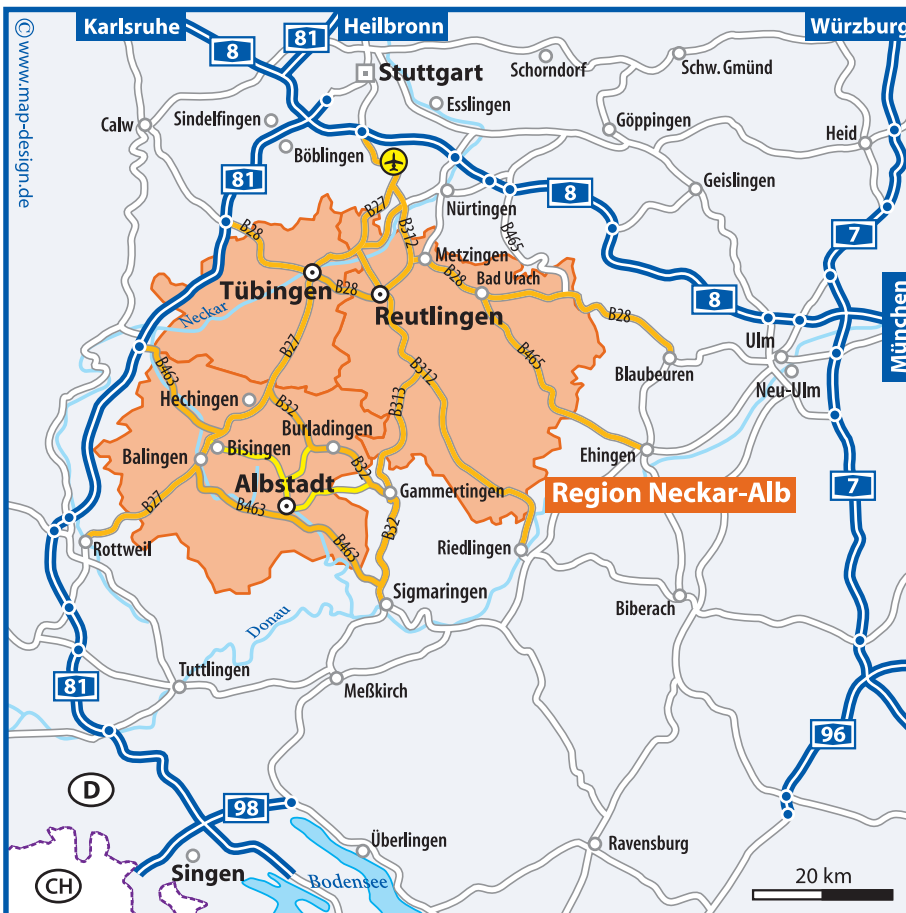 © www.map-design.de
Karlsruhe
81
Heilbronn
Würzburg
8
Stuttgart
Schorndorf
Schw. Gmünd
Esslingen
Calw
Sindelfingen
Göppingen
Heid
Böblingen
81
8
Geislingen
B27
Nürtingen
B28
B312
B465
7
Metzingen
Tübingen
B28
B28
Bad Urach
8
Neckar
Reutlingen
B28
München
B27
Ulm
B463
B465
Blaubeuren
Neu-Ulm
B312
B313
Hechingen
B32
Burladingen
Bisingen
Ehingen
Balingen
B32
Albstadt
Gammertingen
Region Neckar-Alb
7
B27
B463
B32
Rottweil
B463
Riedlingen
Sigmaringen
Biberach
Donau
Tuttlingen
Meßkirch
81
96
D
98
Überlingen
Ravensburg
Singen
Bodensee
CH
20 km